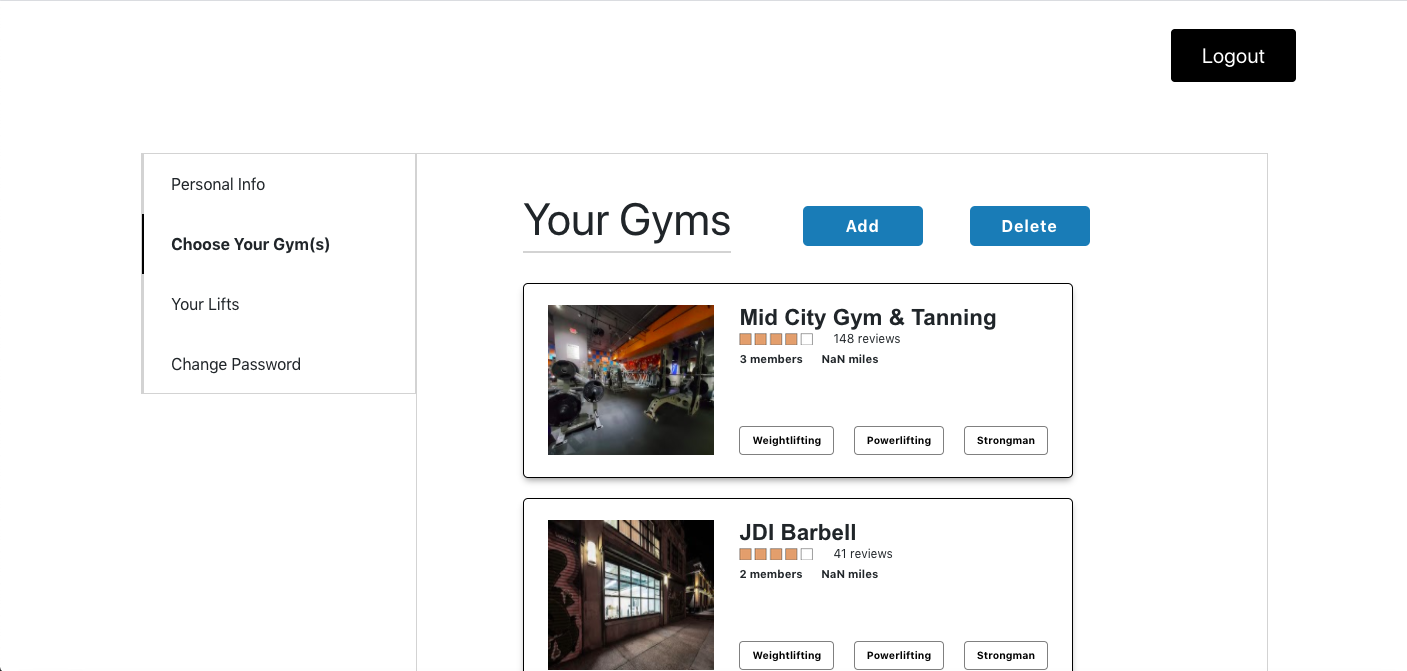 Logout
Personal Info
Choose Your Gym(s)
Your Lifts
Change Password
Your Gyms
Add
Delete
Mid City Gym & Tanning
148 reviews
3 members NaN miles
Weightlifting Powerlifting Strongman
JDI Barbell
41 reviews
2 members NaN miles
Weightlifting Powerlifting Strongman